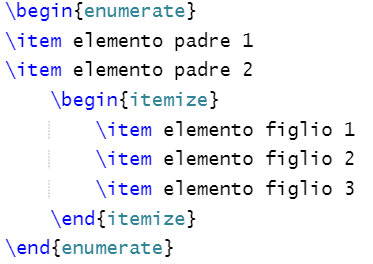 \begin{enumerate}
\item elemento padre 1
\item elemento padre 2
\begin{itemize}
\item elemento figlio 1
\item elemento figlio 2
\item elemento figlio 3
\end{itemize}
\end{enumerate}